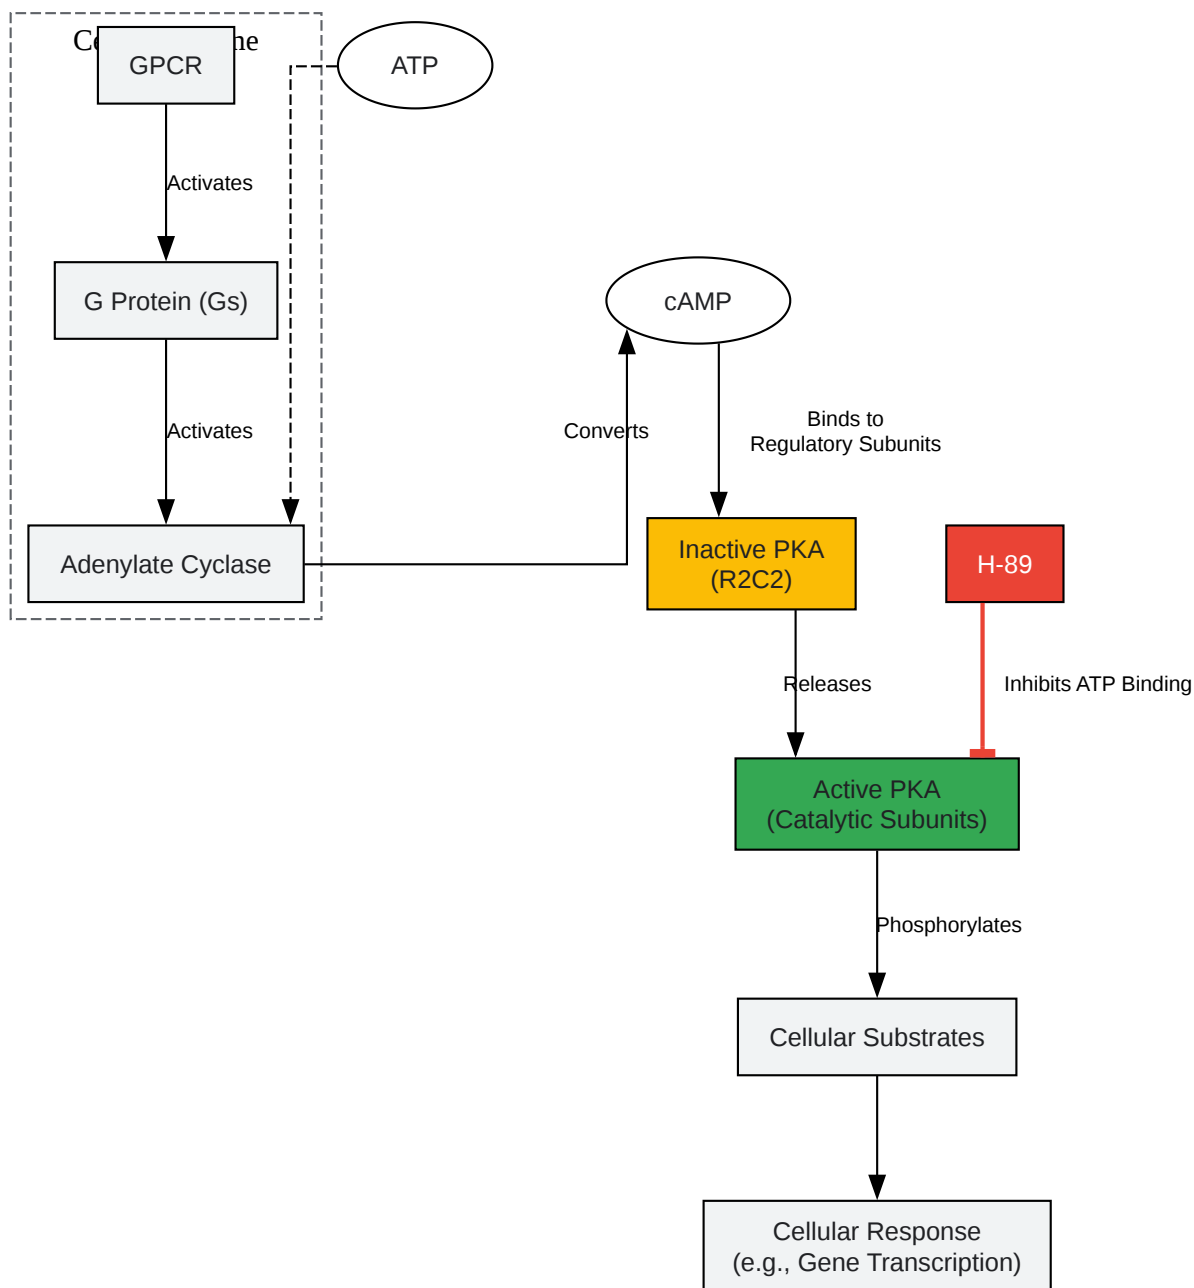 GPCR
ATP
Activates
G Protein (Gs)
cAMP
Activates
Converts
Binds to
Regulatory Subunits
Adenylate Cyclase
Inactive PKA
(R2C2)
H-89
Releases
Inhibits ATP Binding
Active PKA
(Catalytic Subunits)
Phosphorylates
Cellular Substrates
Cellular Response
(e.g., Gene Transcription)